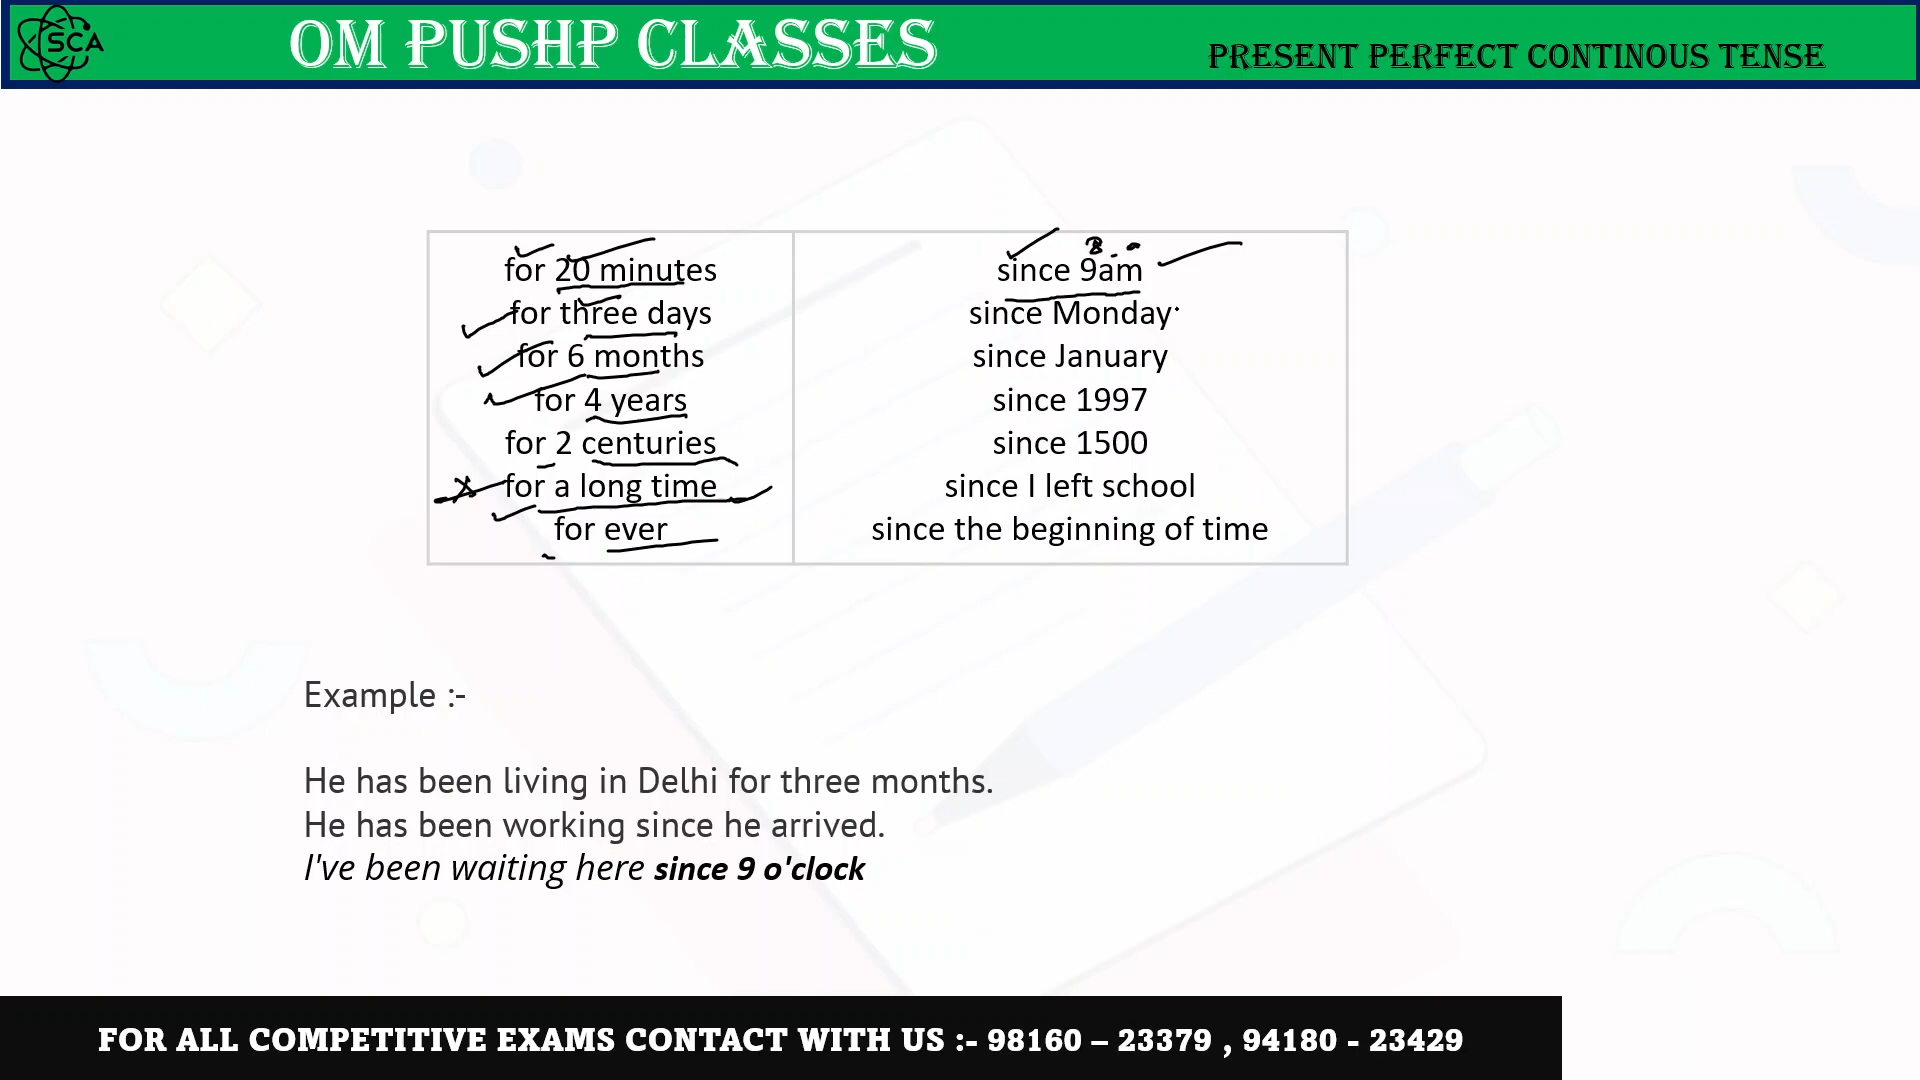 SCA
OM PUSHP CLASSES
PRESENT PERFECT CONTINOUS TENSE
for 20 minutes
for three days
for 6 months
for 4 years
for 2 centuries
for a long time
for ever
since 9am
since Monday
since January
since 1997
since 1500
since I left school
since the beginning of time
Example :-
He has been living in Delhi for three months.
He has been working since he arrived.
I've been waiting here since 9 o'clock
FOR ALL COMPETITIVE EXAMS CONTACT WITH US :- 98160 – 23379 , 94180 - 23429